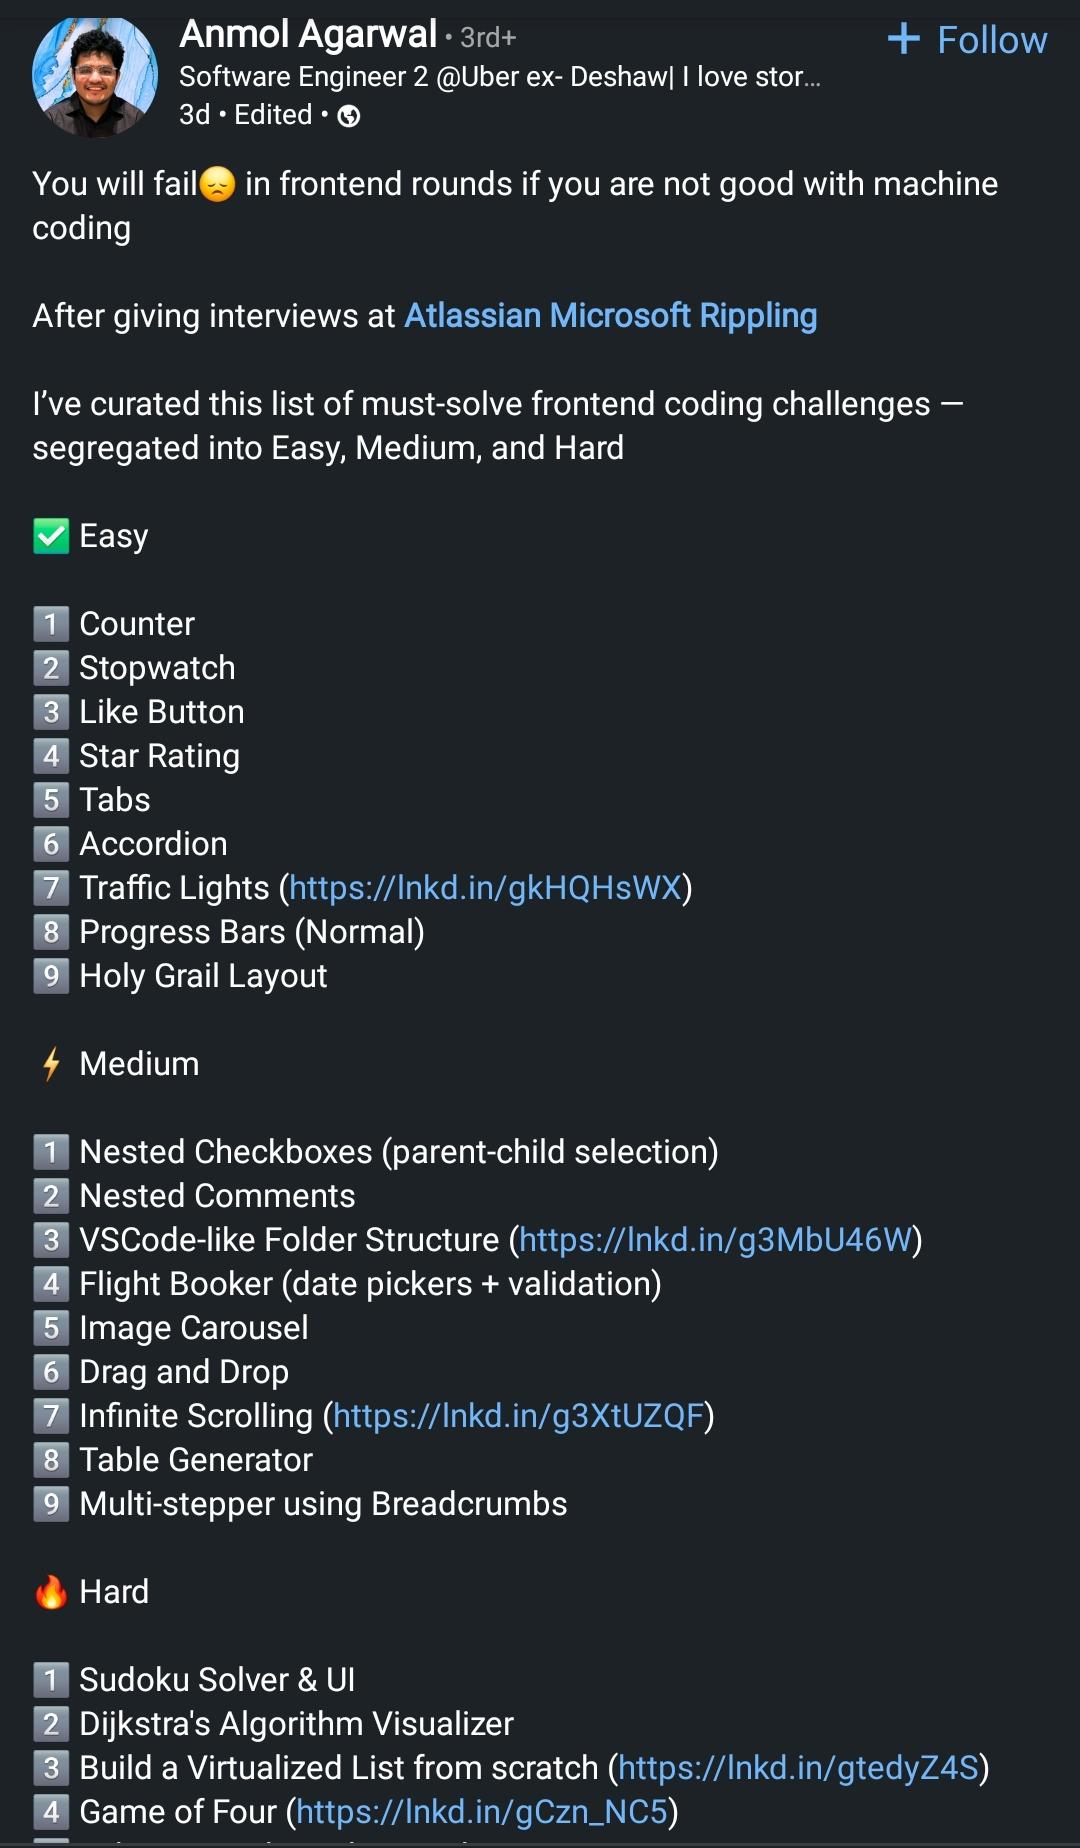 Anmol Agarwal • 3rd+
+ Follow
Software Engineer 2 @Uber ex- Deshaw| I love stor...
3d • Edited •
You will fail😞 in frontend rounds if you are not good with machine
coding
After giving interviews at Atlassian Microsoft Rippling
I’ve curated this list of must-solve frontend coding challenges —
segregated into Easy, Medium, and Hard
✅ Easy
1️⃣ Counter
2️⃣ Stopwatch
3️⃣ Like Button
4️⃣ Star Rating
5️⃣ Tabs
6️⃣ Accordion
7️⃣ Traffic Lights (https://lnkd.in/gkHQHsWX)
8️⃣ Progress Bars (Normal)
9️⃣ Holy Grail Layout
⚡ Medium
1️⃣ Nested Checkboxes (parent-child selection)
2️⃣ Nested Comments
3️⃣ VSCode-like Folder Structure (https://lnkd.in/g3MbU46W)
4️⃣ Flight Booker (date pickers + validation)
5️⃣ Image Carousel
6️⃣ Drag and Drop
7️⃣ Infinite Scrolling (https://lnkd.in/g3XtUZQF)
8️⃣ Table Generator
9️⃣ Multi-stepper using Breadcrumbs
🔥 Hard
1️⃣ Sudoku Solver & UI
2️⃣ Dijkstra's Algorithm Visualizer
3️⃣ Build a Virtualized List from scratch (https://lnkd.in/gtedyZ4S)
4️⃣ Game of Four (https://lnkd.in/gCzn_NC5)